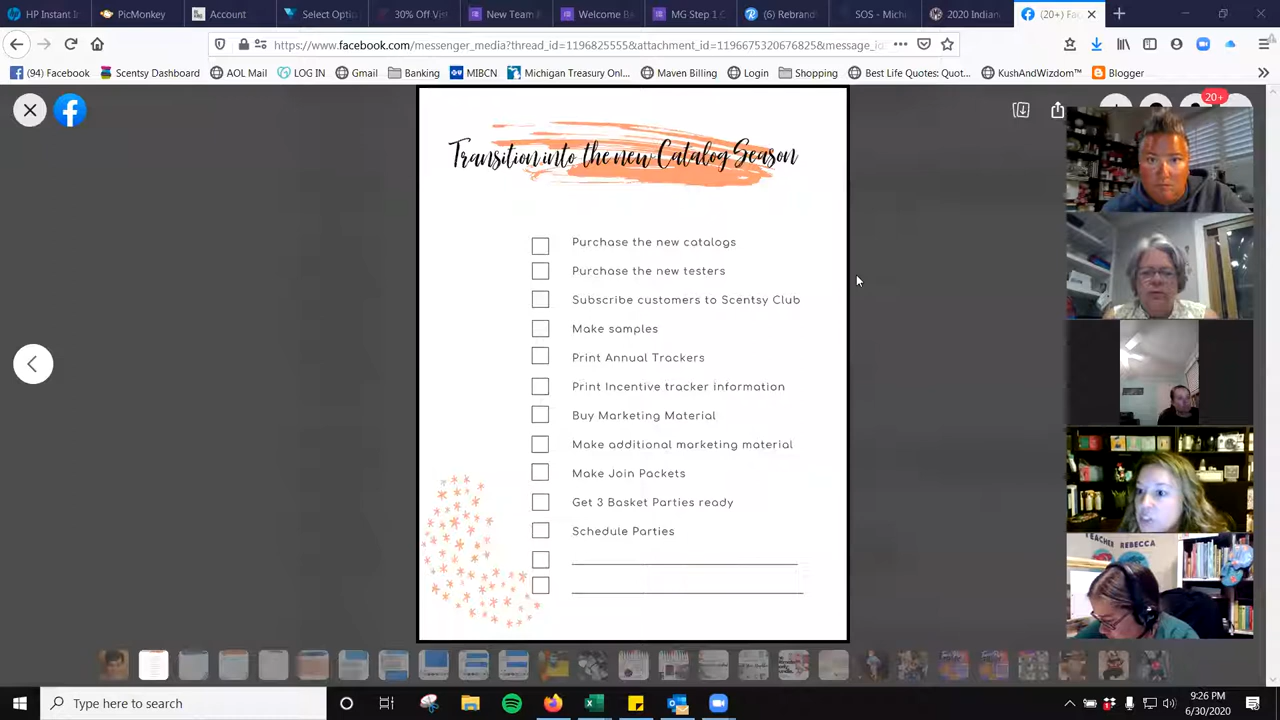 HP Instant In
PicMonkey
Account
0% Off Vist
New Team
Welcome B
MG Step 1
(6) Rebrand
SOS - Mich
2020 Indian
(20+) Fa
https://www.facebook.com/messenger_media?thread_id=1196825555&attachment_id=1196675320676825&message_id
(94) Facebook
Scentsy Dashboard
AOL Mail
LOG IN
Gmail
Banking
MIBCN
Michigan Treasury Onl...
Maven Billing
Login
Shopping
Best Life Quotes: Quot...
KushAndWizdom™
Blogger
20+
Transition into the new Catalog Season
Purchase the new catalogs
Purchase the new testers
Subscribe customers to Scentsy Club
Make samples
Print Annual Trackers
Print Incentive tracker information
Buy Marketing Material
Make additional marketing material
Make Join Packets
Get 3 Basket Parties ready
Schedule Parties
TEACHER REBECCA
Type here to search
9:26 PM
6/30/2020